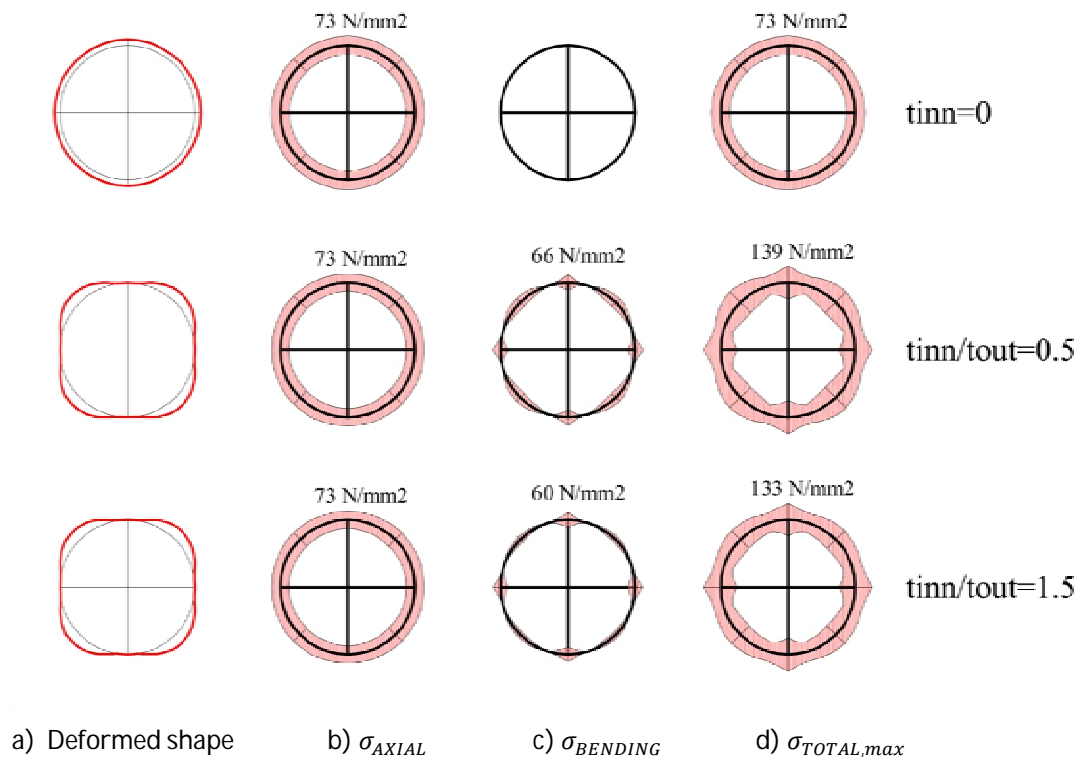 73 N/mm2 73 N/mm2
tinn=0
73 N/mm2 66 N/mm2 139 N/mm2
tinn/tout=0.5
73 N/mm2 60 N/mm2 133 N/mm2
tinn/tout=1.5
a) Deformed shape b) σAXIAL c) σBENDING d) σTOTAL,max